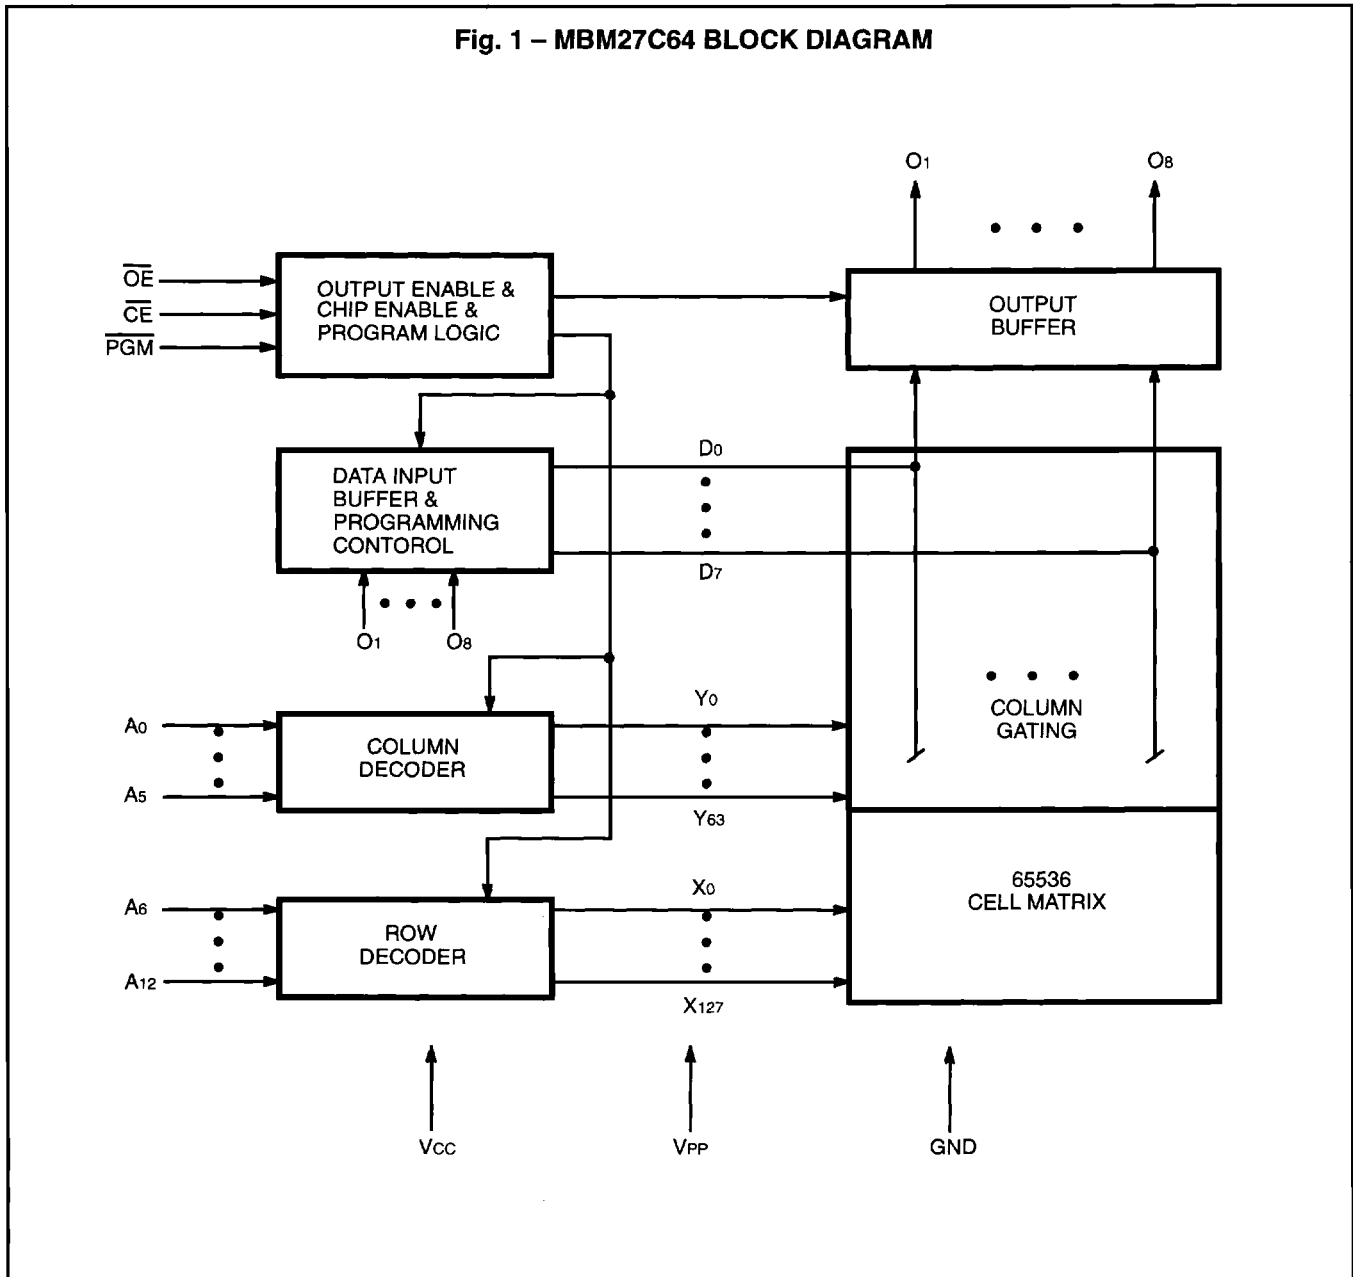 Fig. 1 – MBM27C64 BLOCK DIAGRAM
O1
O8
OE
CE
PGM
OUTPUT ENABLE &
CHIP ENABLE &
PROGRAM LOGIC
OUTPUT
BUFFER
DATA INPUT
BUFFER &
PROGRAMMING
CONTOROL
D0
D7
O1
O8
A0
A5
COLUMN
DECODER
Y0
Y63
COLUMN
GATING
A6
A12
ROW
DECODER
X0
X127
65536
CELL MATRIX
VCC
VPP
GND